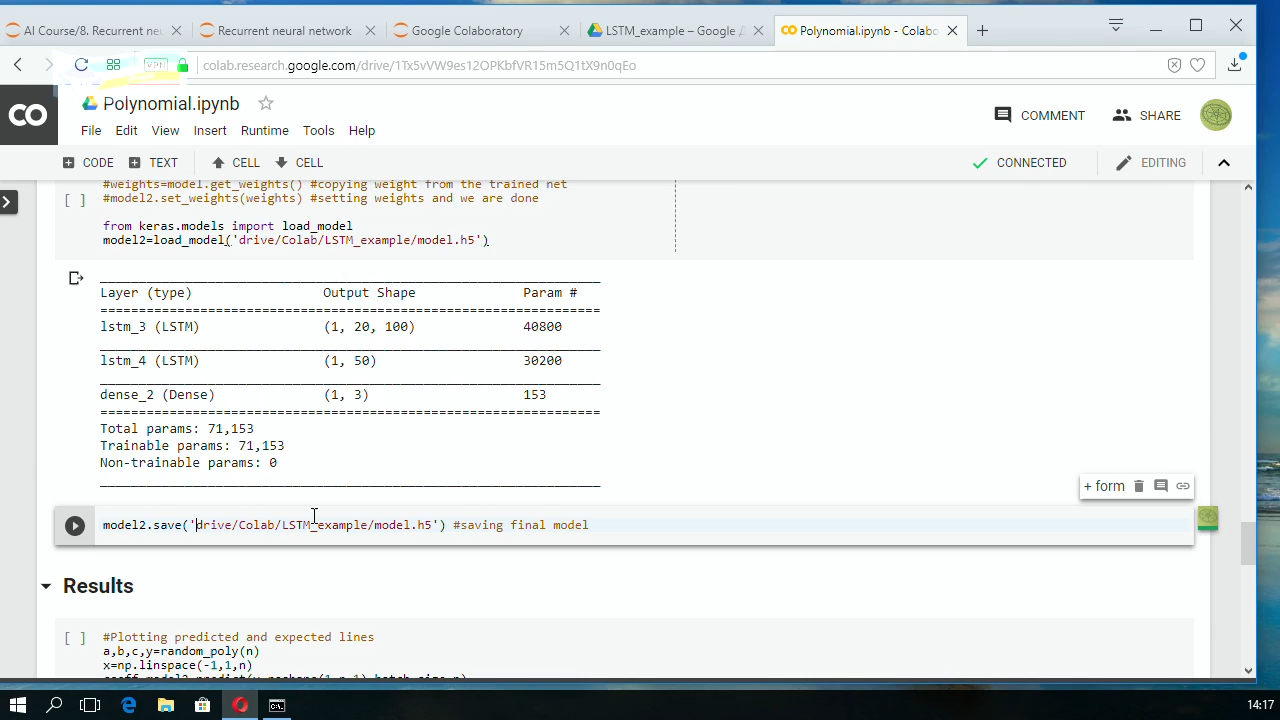 AI Course/8. Recurrent neu
Recurrent neural network
Google Colaboratory
LSTM_example – Google Д
Polynomial.ipynb - Colabo
VPN
colab.research.google.com/drive/1Tx5vVW9es12OPKbfVR15m5Q1tX9n0qEo
CO
Polynomial.ipynb
COMMENT
SHARE
File Edit View Insert Runtime Tools Help
CODE TEXT CELL CELL
CONNECTED
EDITING
#weights=model.get_weights() #copying weight from the trained net
[ ] #model2.set_weights(weights) #setting weights and we are done
from keras.models import load_model
model2=load_model('drive/Colab/LSTM_example/model.h5')
_________________________________________________________________
Layer (type) Output Shape Param #
=================================================================
lstm_3 (LSTM) (1, 20, 100) 40800
_________________________________________________________________
lstm_4 (LSTM) (1, 50) 30200
_________________________________________________________________
dense_2 (Dense) (1, 3) 153
=================================================================
Total params: 71,153
Trainable params: 71,153
Non-trainable params: 0
_________________________________________________________________
+ form
model2.save('drive/Colab/LSTM_example/model.h5') #saving final model
Results
[ ] #Plotting predicted and expected lines
a,b,c,y=random_poly(n)
x=np.linspace(-1,1,n)
14:17